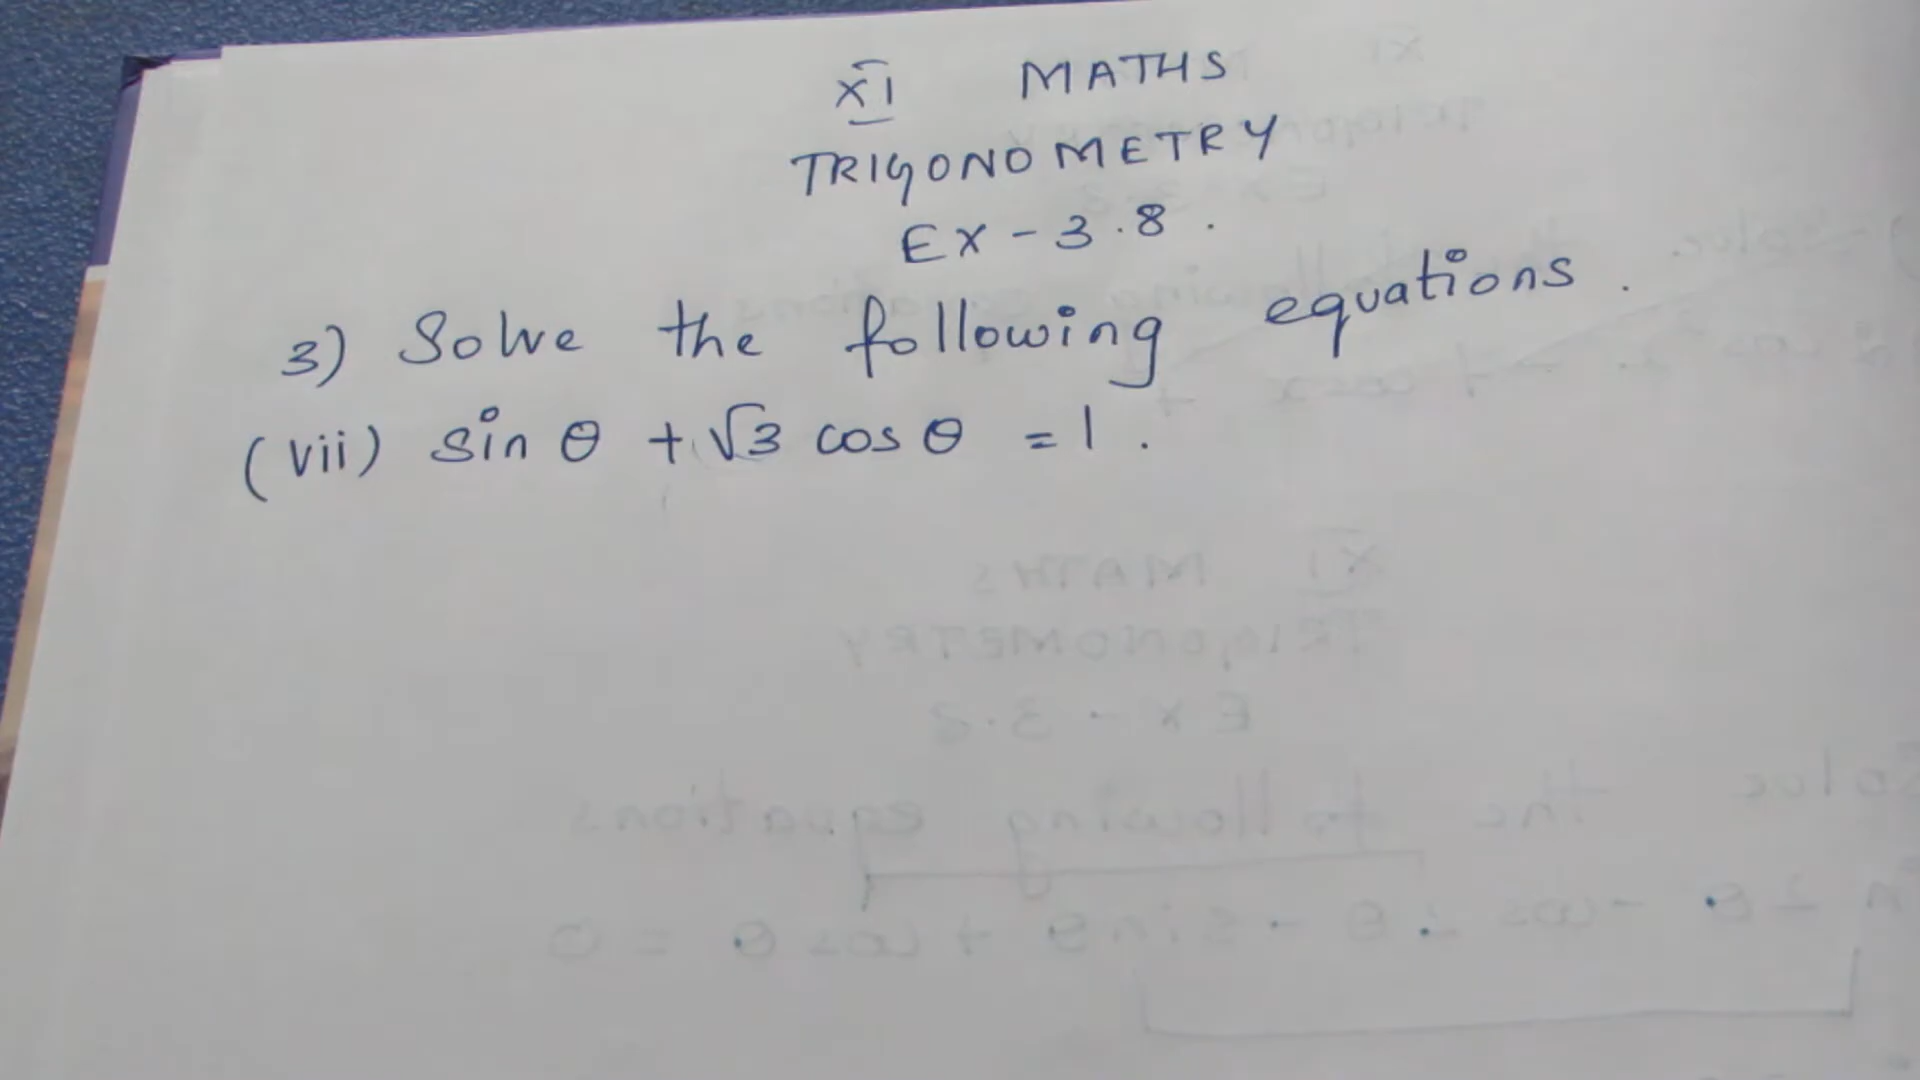 XI MATHS
TRIGONOMETRY
EX - 3.8.
3) Solve the following equations.
(vii) sin θ + √3 cos θ = 1.